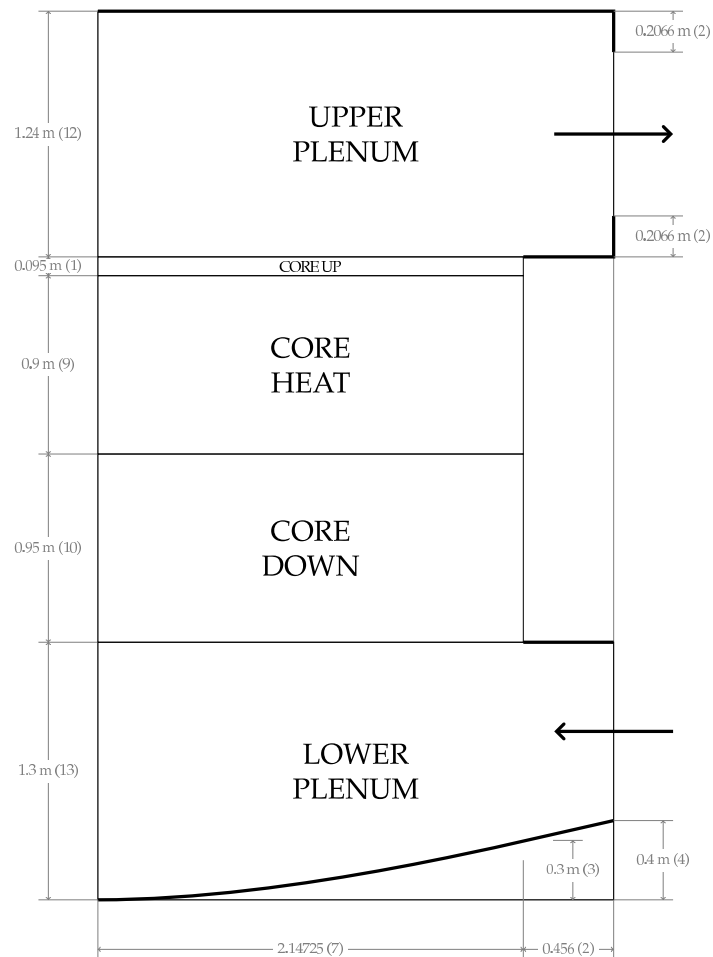 0.2066 m (2)
UPPER
PLENUM
1.24 m (12)
0.2066 m (2)
0.095 m (1)
CORE UP
CORE
HEAT
0.9 m (9)
CORE
DOWN
0.95 m (10)
LOWER
PLENUM
1.3 m (13)
0.4 m (4)
0.3 m (3)
2.14725 (7)
0.456 (2)